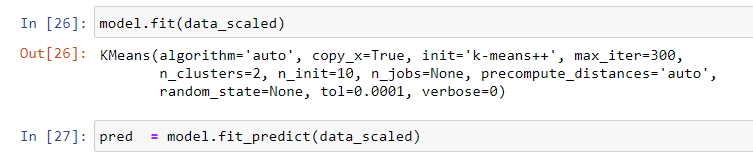 In [26]: model.fit(data_scaled)
Out[26]: KMeans(algorithm='auto', copy_x=True, init='k-means++', max_iter=300,
n_clusters=2, n_init=10, n_jobs=None, precompute_distances='auto',
random_state=None, tol=0.0001, verbose=0)
In [27]: pred  = model.fit_predict(data_scaled)